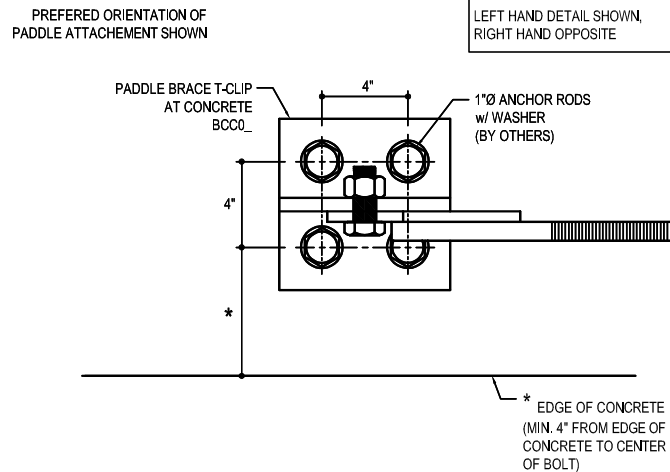 PREFERED ORIENTATION OF
PADDLE ATTACHEMENT SHOWN
LEFT HAND DETAIL SHOWN,
RIGHT HAND OPPOSITE
PADDLE BRACE T-CLIP
AT CONCRETE
BCC0_
4"
1"Ø ANCHOR RODS
w/ WASHER
(BY OTHERS)
4"
*
* EDGE OF CONCRETE
(MIN. 4" FROM EDGE OF
CONCRETE TO CENTER
OF BOLT)